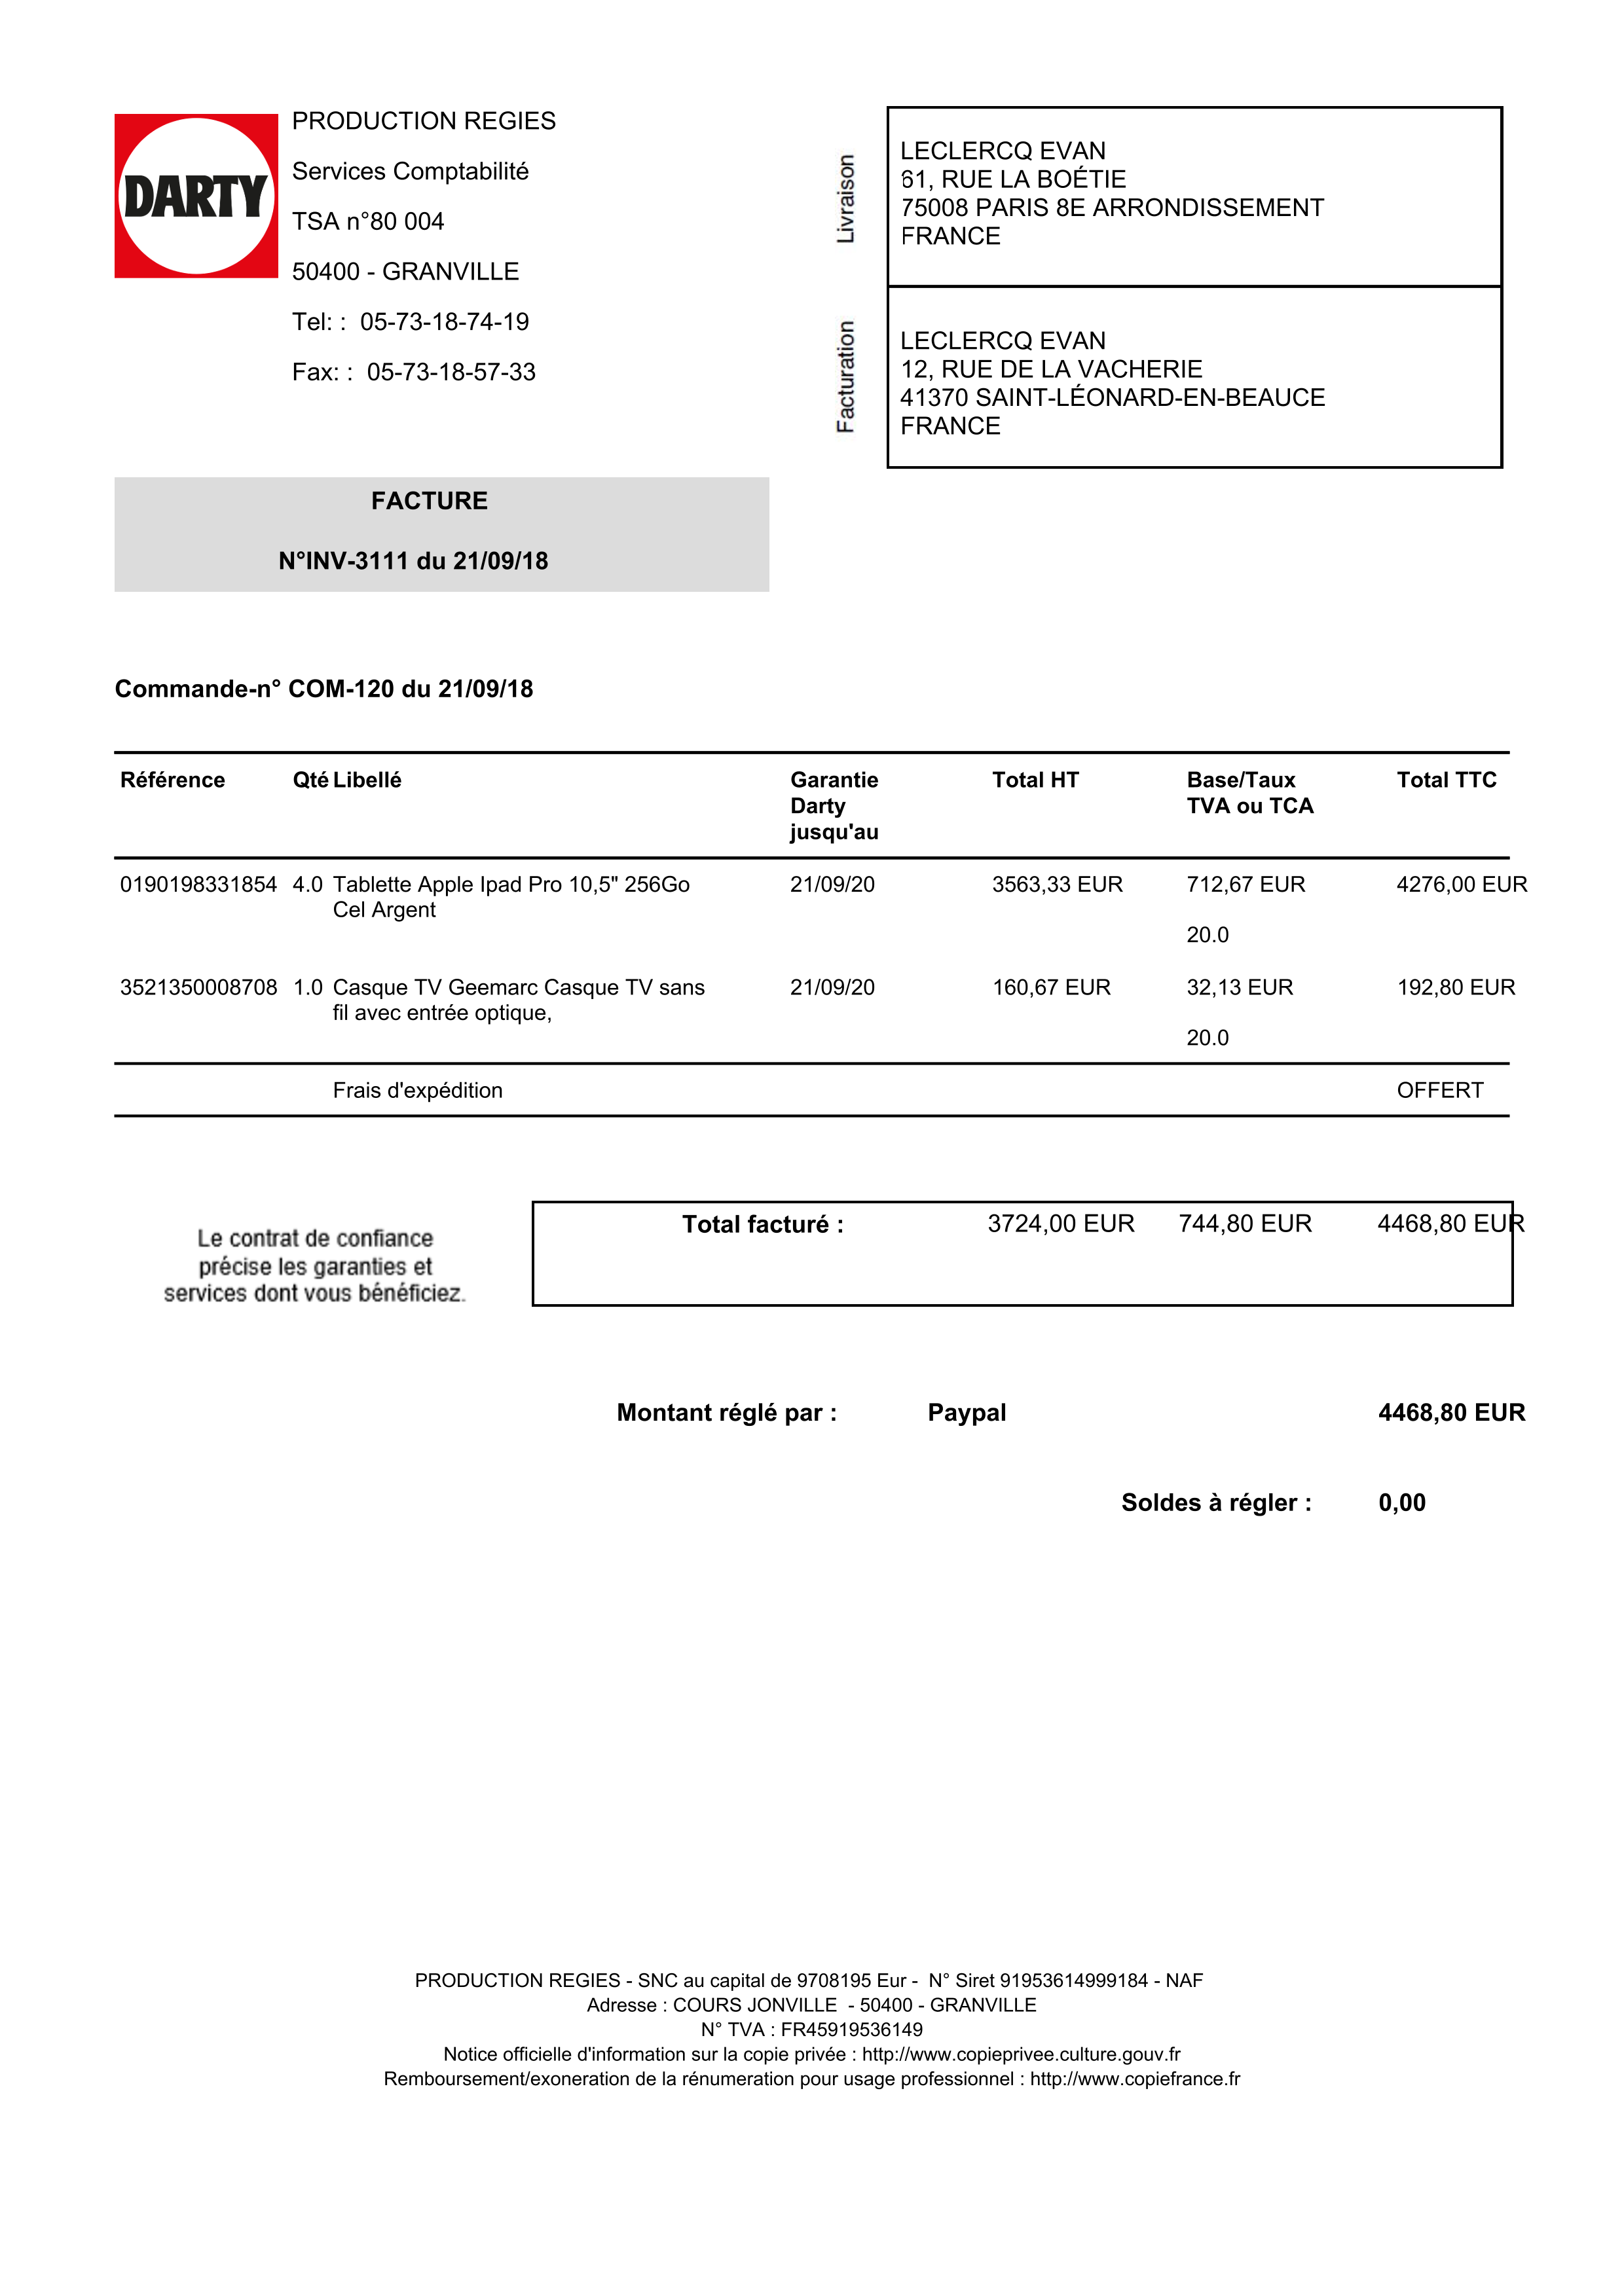 DARTY
PRODUCTION REGIES
Services Comptabilité
TSA n°80 004
50400 - GRANVILLE
Tel: : 05-73-18-74-19
Fax: : 05-73-18-57-33
Livraison
LECLERCQ EVAN
61, RUE LA BOÉTIE
75008 PARIS 8E ARRONDISSEMENT
FRANCE
Facturation
LECLERCQ EVAN
12, RUE DE LA VACHERIE
41370 SAINT-LÉONARD-EN-BEAUCE
FRANCE
FACTURE
N°INV-3111 du 21/09/18
Commande-n° COM-120 du 21/09/18
Référence Qté Libellé Garantie Total HT Base/Taux Total TTC
Darty TVA ou TCA
jusqu'au
0190198331854 4.0 Tablette Apple Ipad Pro 10,5" 256Go 21/09/20 3563,33 EUR 712,67 EUR 4276,00 EUR
Cel Argent
20.0
3521350008708 1.0 Casque TV Geemarc Casque TV sans 21/09/20 160,67 EUR 32,13 EUR 192,80 EUR
fil avec entrée optique,
20.0
Frais d'expédition OFFERT
Le contrat de confiance
précise les garanties et
services dont vous bénéficiez.
Total facturé : 3724,00 EUR 744,80 EUR 4468,80 EUR
Montant réglé par : Paypal 4468,80 EUR
Soldes à régler : 0,00
PRODUCTION REGIES - SNC au capital de 9708195 Eur - N° Siret 91953614999184 - NAF
Adresse : COURS JONVILLE - 50400 - GRANVILLE
N° TVA : FR45919536149
Notice officielle d'information sur la copie privée : http://www.copieprivee.culture.gouv.fr
Remboursement/exoneration de la rénumeration pour usage professionnel : http://www.copiefrance.fr